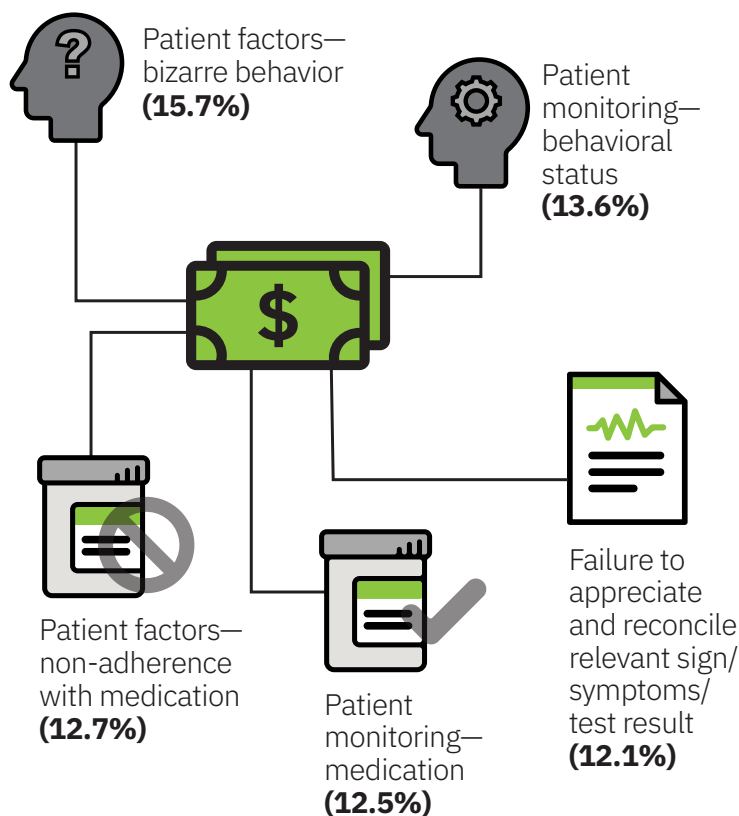 Patient factors—
bizarre behavior
(15.7%)
Patient
monitoring—
behavioral
status
(13.6%)
?
$
Patient factors—
non-adherence
with medication
(12.7%)
Patient
monitoring—
medication
(12.5%)
Failure to
appreciate
and reconcile
relevant sign/
symptoms/
test result
(12.1%)